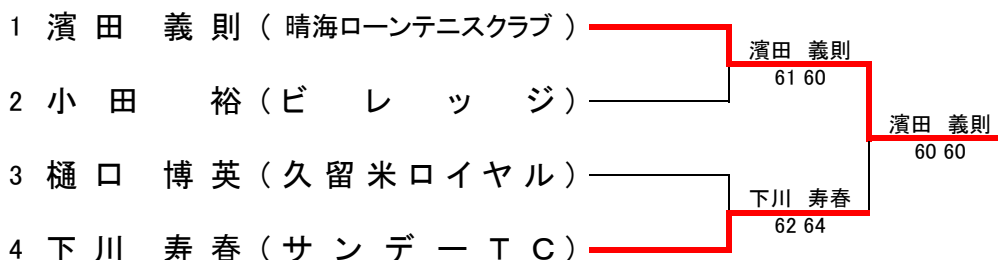 1 濱田 義則(晴海ローンテニスクラブ)
濱田 義則
61 60
2 小田 裕(ビレッジ)
濱田 義則
60 60
3 樋口 博英(久留米ロイヤル)
下川 寿春
62 64
4 下川 寿春(サンデーTC)